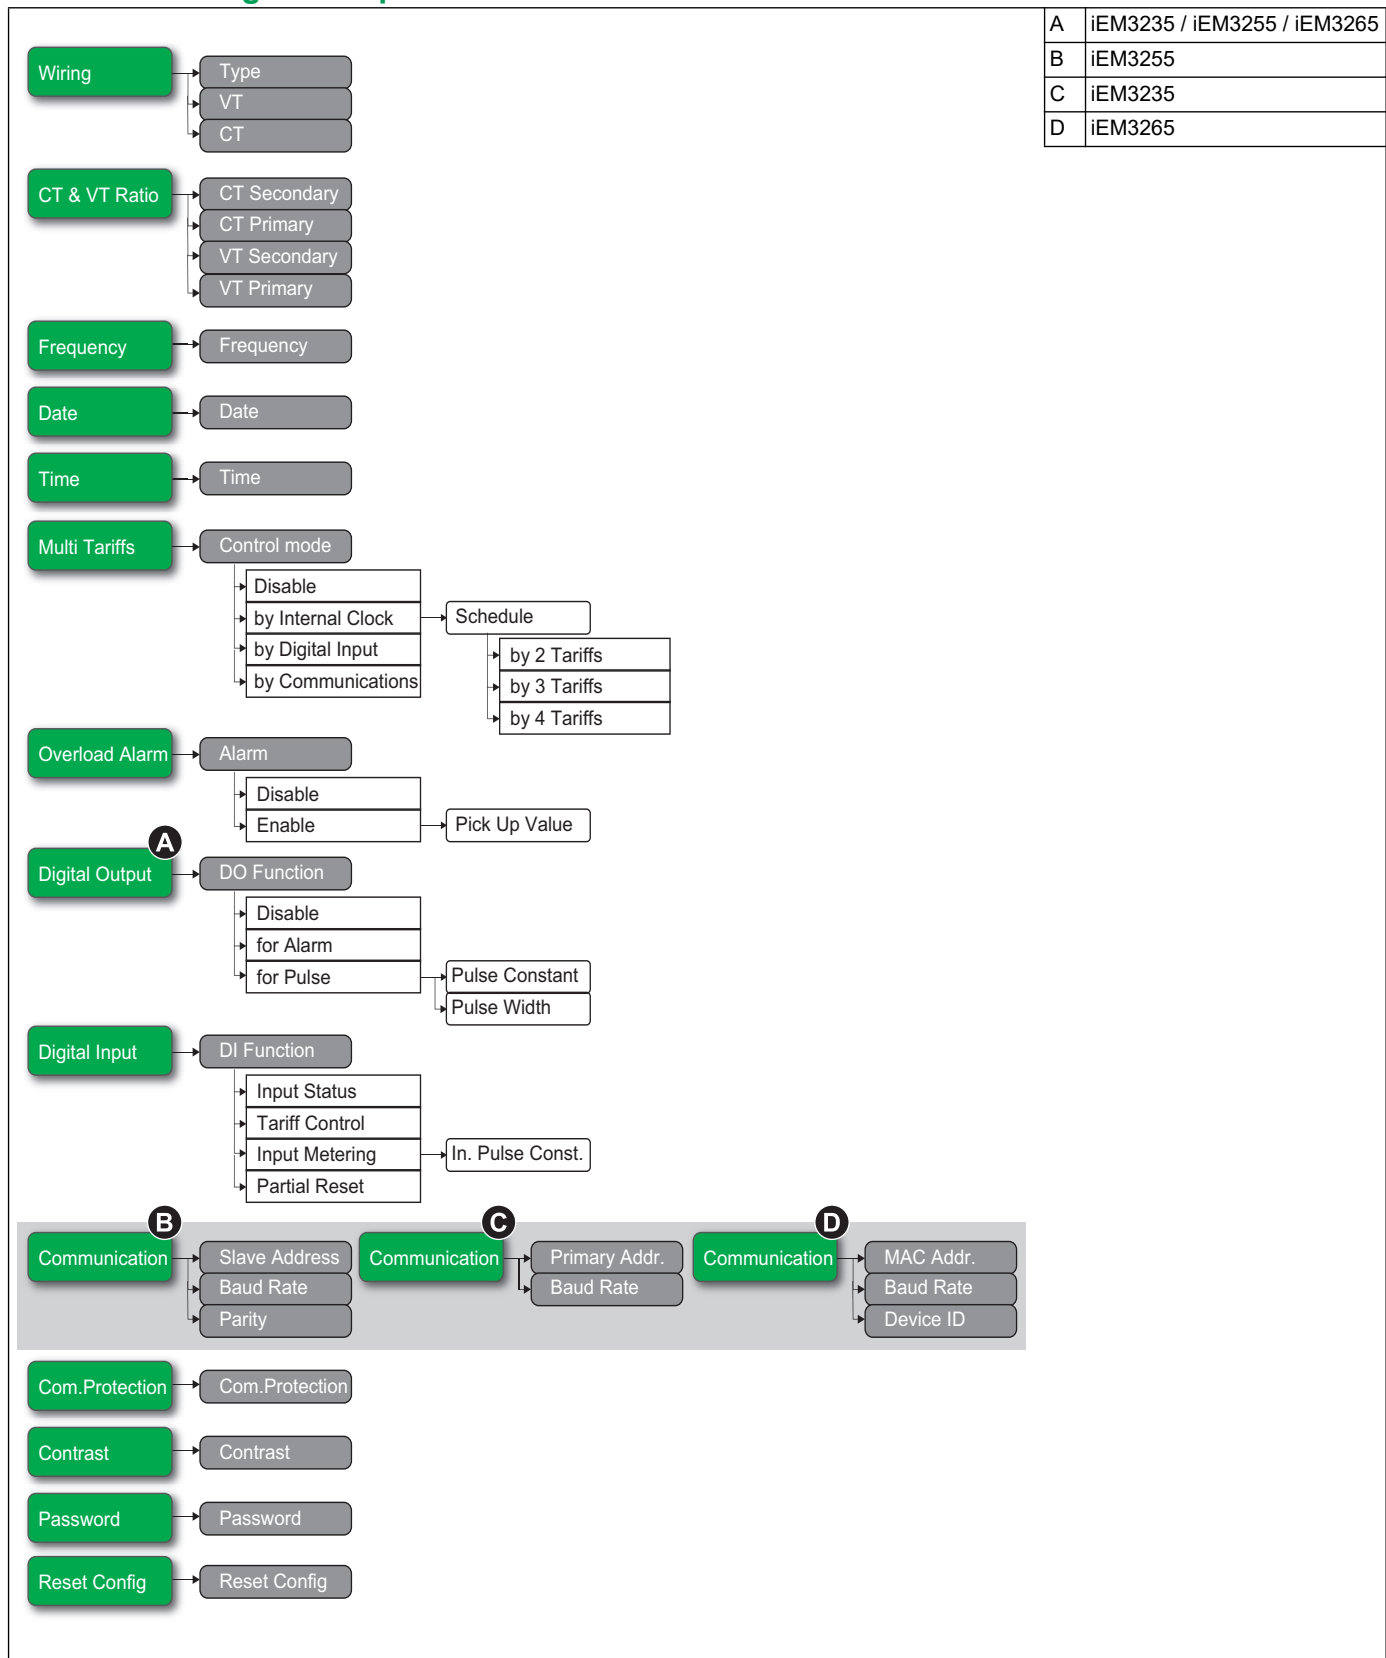 A iEM3235 / iEM3255 / iEM3265
B iEM3255
C iEM3235
D iEM3265
Wiring
Type
VT
CT
CT & VT Ratio
CT Secondary
CT Primary
VT Secondary
VT Primary
Frequency
Frequency
Date
Date
Time
Time
Multi Tariffs
Control mode
Disable
by Internal Clock
by Digital Input
by Communications
Schedule
by 2 Tariffs
by 3 Tariffs
by 4 Tariffs
Overload Alarm
Alarm
Disable
Enable
Pick Up Value
A
Digital Output
DO Function
Disable
for Alarm
for Pulse
Pulse Constant
Pulse Width
Digital Input
DI Function
Input Status
Tariff Control
Input Metering
Partial Reset
In. Pulse Const.
B
Communication
Slave Address
Baud Rate
Parity
C
Communication
Primary Addr.
Baud Rate
D
Communication
MAC Addr.
Baud Rate
Device ID
Com.Protection
Com.Protection
Contrast
Contrast
Password
Password
Reset Config
Reset Config